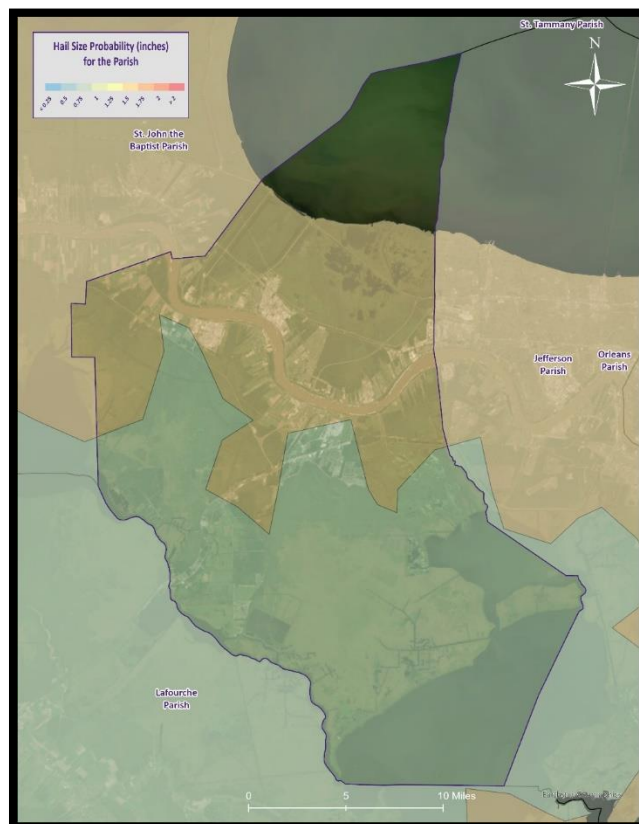 St. Tammany Parish
N
Hail Size Probability (inches)
for the Parish
< 0.25
0.5
0.75
1
1.25
1.5
1.75
2
> 2
St. John the
Baptist Parish
Jefferson
Parish
Orleans
Parish
Lafourche
Parish
0
5
10 Miles